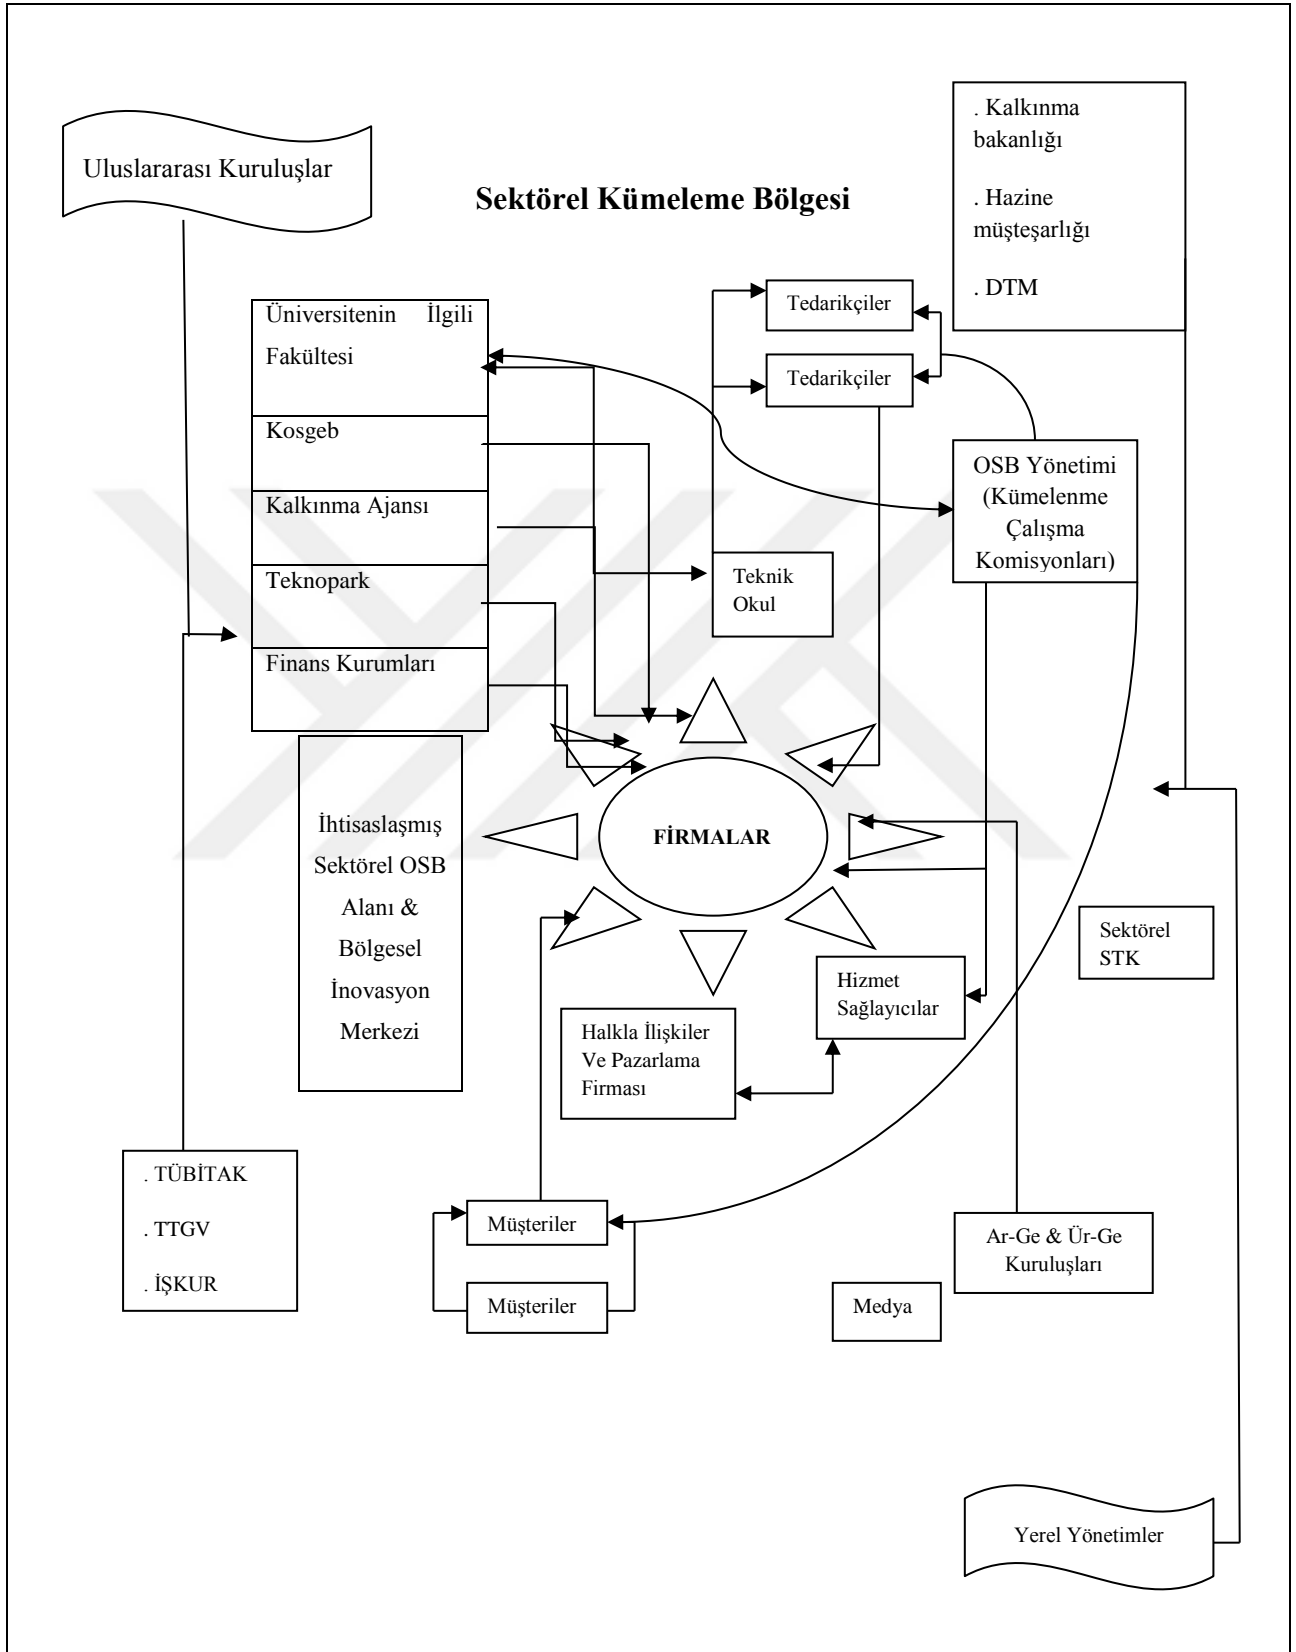 Uluslararası Kuruluşlar
Sektörel Kümeleme Bölgesi
. Kalkınma
bakanlığı
. Hazine
müşteşarlığı
. DTM
Üniversitenin İlgili
Fakültesi
Kosgeb
Kalkınma Ajansı
Teknopark
Finans Kurumları
Tedarikçiler
Tedarikçiler
OSB Yönetimi
(Kümelenme
Çalışma
Komisyonları)
Teknik
Okul
İhtisaslaşmış
Sektörel OSB
Alanı &
Bölgesel
İnovasyon
Merkezi
FİRMALAR
Sektörel
STK
Hizmet
Sağlayıcılar
Halkla İlişkiler
Ve Pazarlama
Firması
. TÜBİTAK
. TTGV
. İŞKUR
Müşteriler
Müşteriler
Ar-Ge & Ür-Ge
Kuruluşları
Medya
Yerel Yönetimler